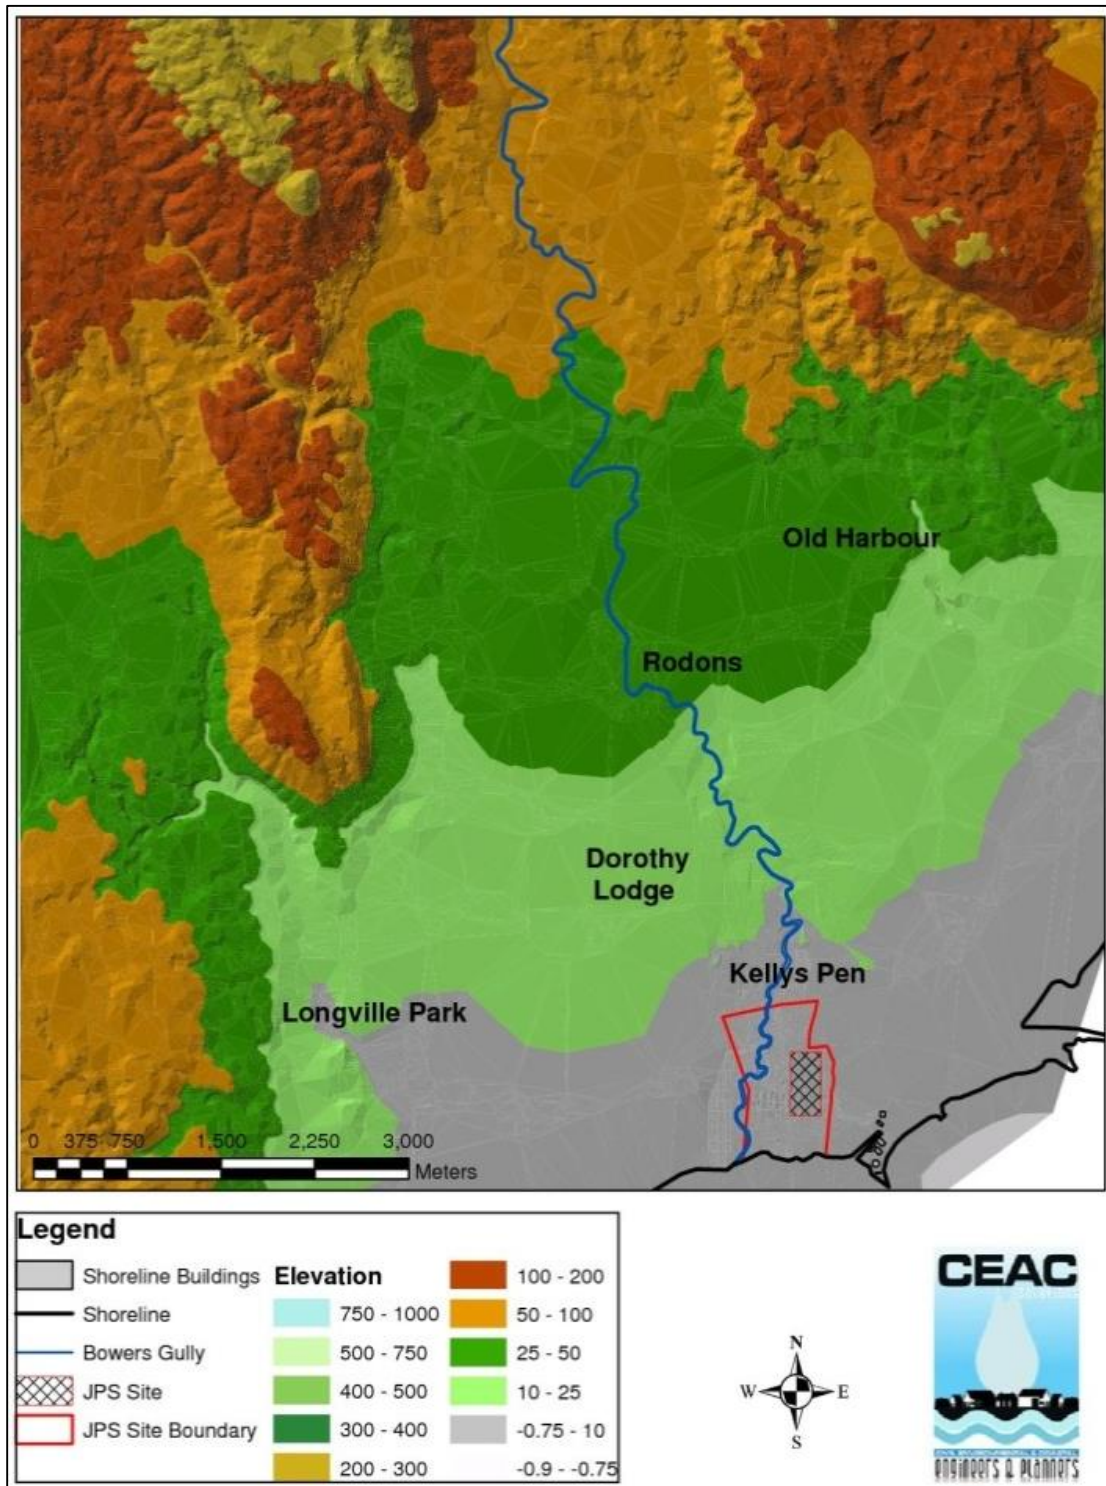 Old Harbour
Rodons
Dorothy
Lodge
Kellys Pen
Longville Park
0 375 750 1,500 2,250 3,000
Meters
Legend
Shoreline Buildings
Shoreline
Bowers Gully
JPS Site
JPS Site Boundary
Elevation
750 - 1000
500 - 750
400 - 500
300 - 400
200 - 300
100 - 200
50 - 100
25 - 50
10 - 25
-0.75 - 10
-0.9 - -0.75
N
W E
S
CEAC
engineers & planners